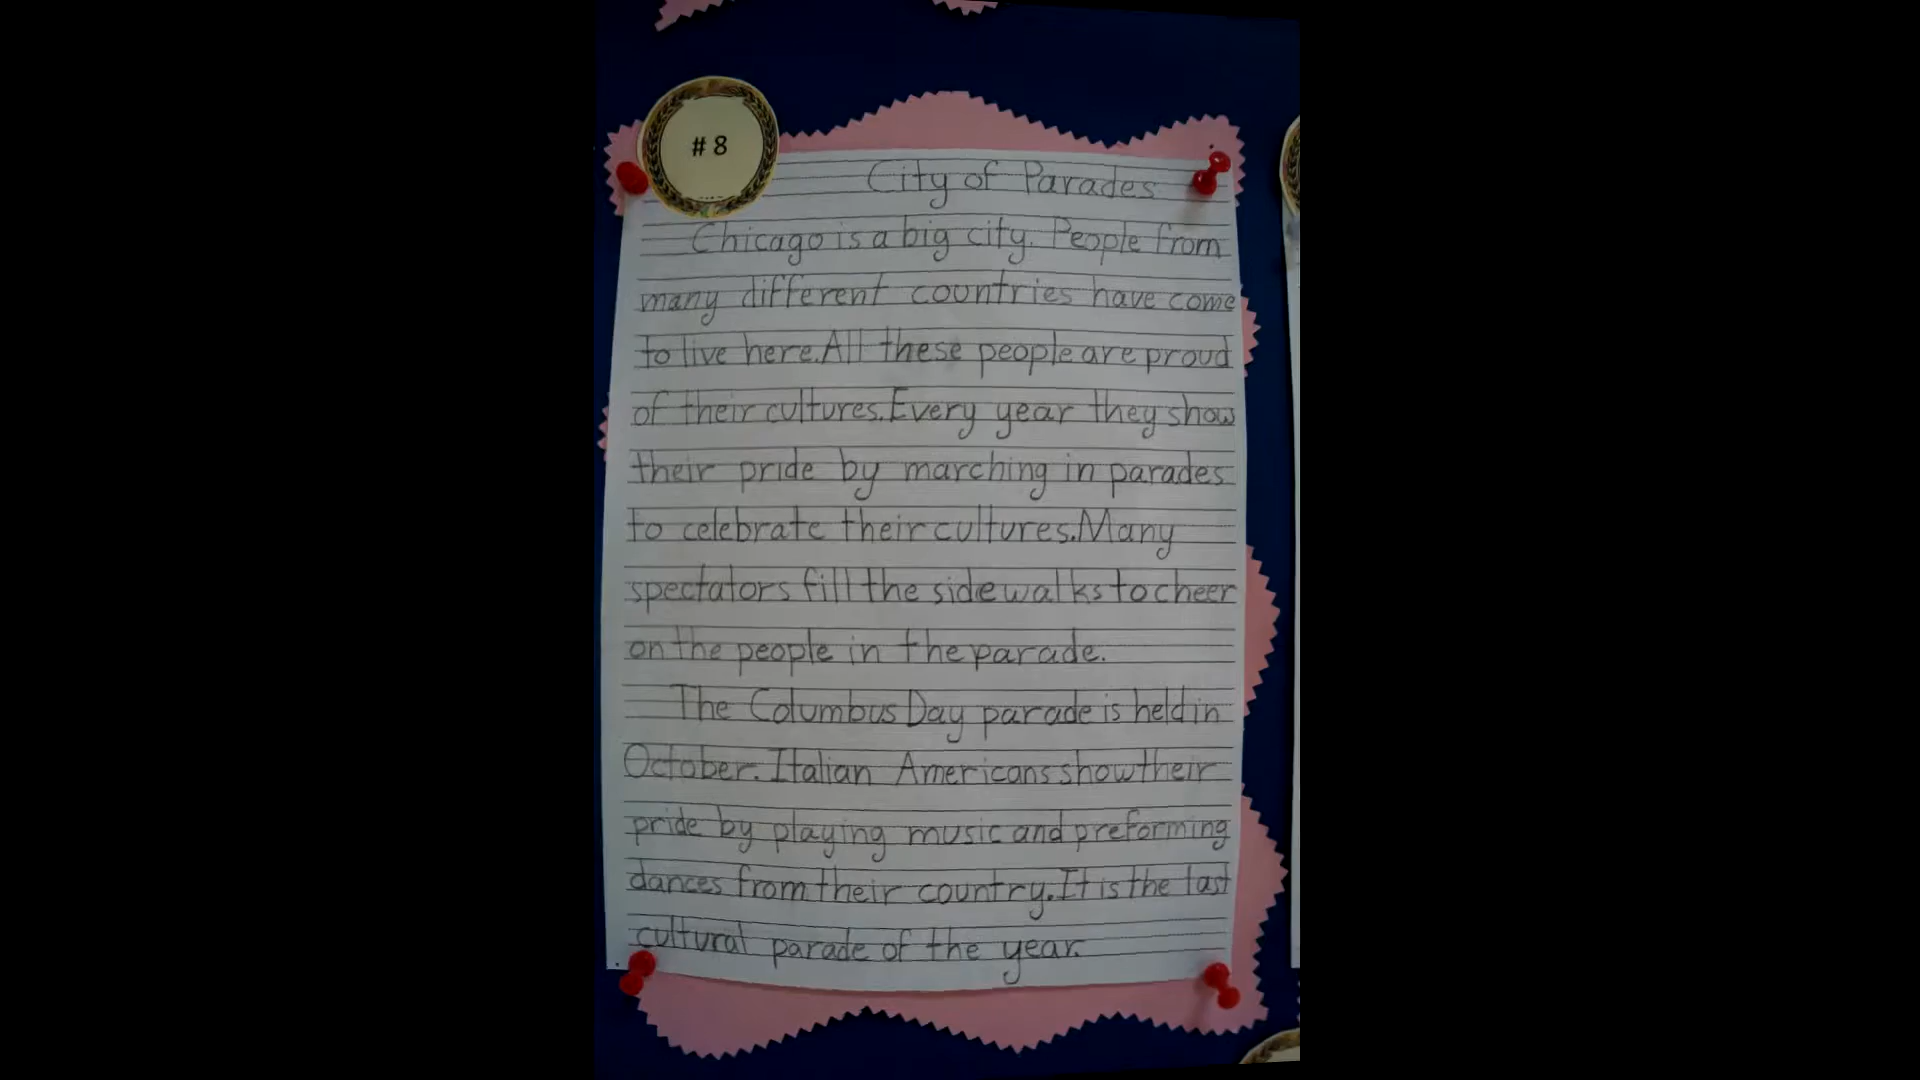 # 8
City of Parades
Chicago is a big city. People from
many different countries have come
to live here. All these people are proud
of their cultures. Every year they show
their pride by marching in parades
to celebrate their cultures. Many
spectators fill the sidewalks to cheer
on the people in the parade.
The Columbus Day parade is held in
October. Italian Americans show their
pride by playing music and preforming
dances from their country. It is the last
cultural parade of the year.